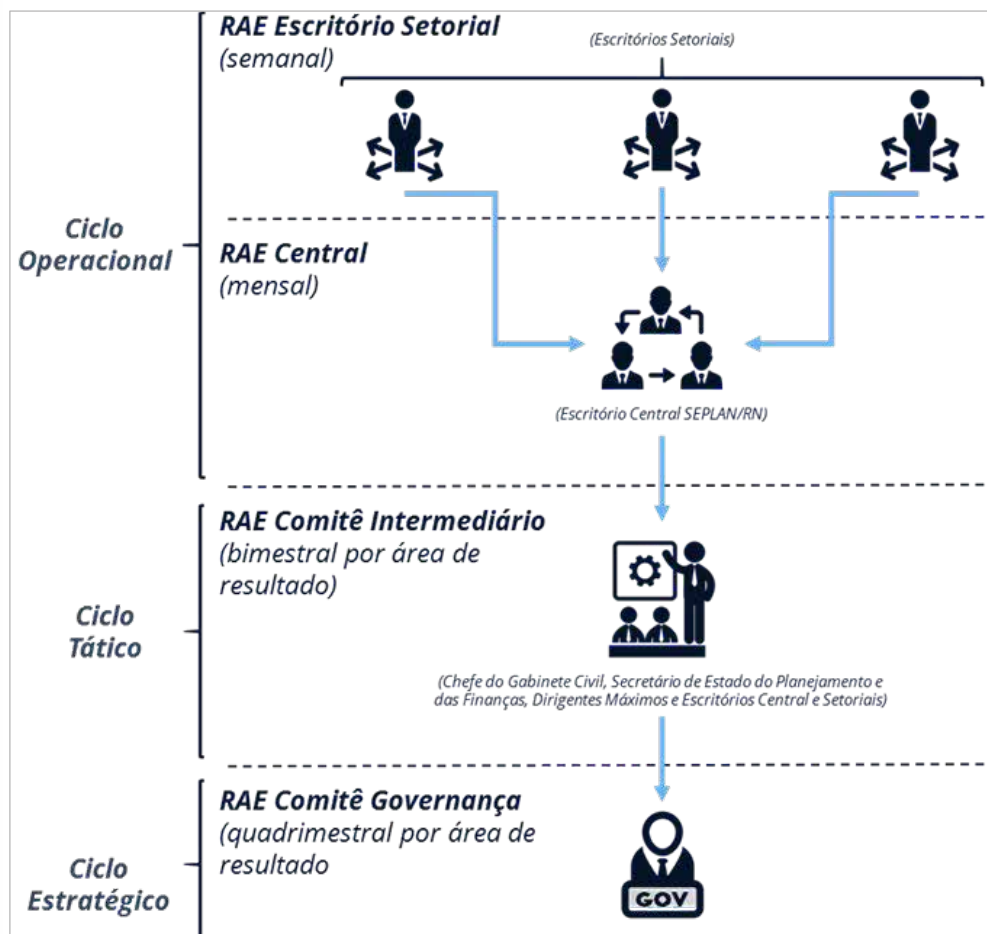 RAE Escritório Setorial
(semanal)
(Escritórios Setoriais)
Ciclo
Operacional
RAE Central
(mensal)
(Escritório Central SEPLAN/RN)
RAE Comitê Intermediário
(bimestral por área de
resultado)
Ciclo
Tático
(Chefe do Gabinete Civil, Secretário de Estado do Planejamento e
das Finanças, Dirigentes Máximos e Escritórios Central e Setoriais)
RAE Comitê Governança
(quadrimestral por área de
resultado
Ciclo
Estratégico
GOV